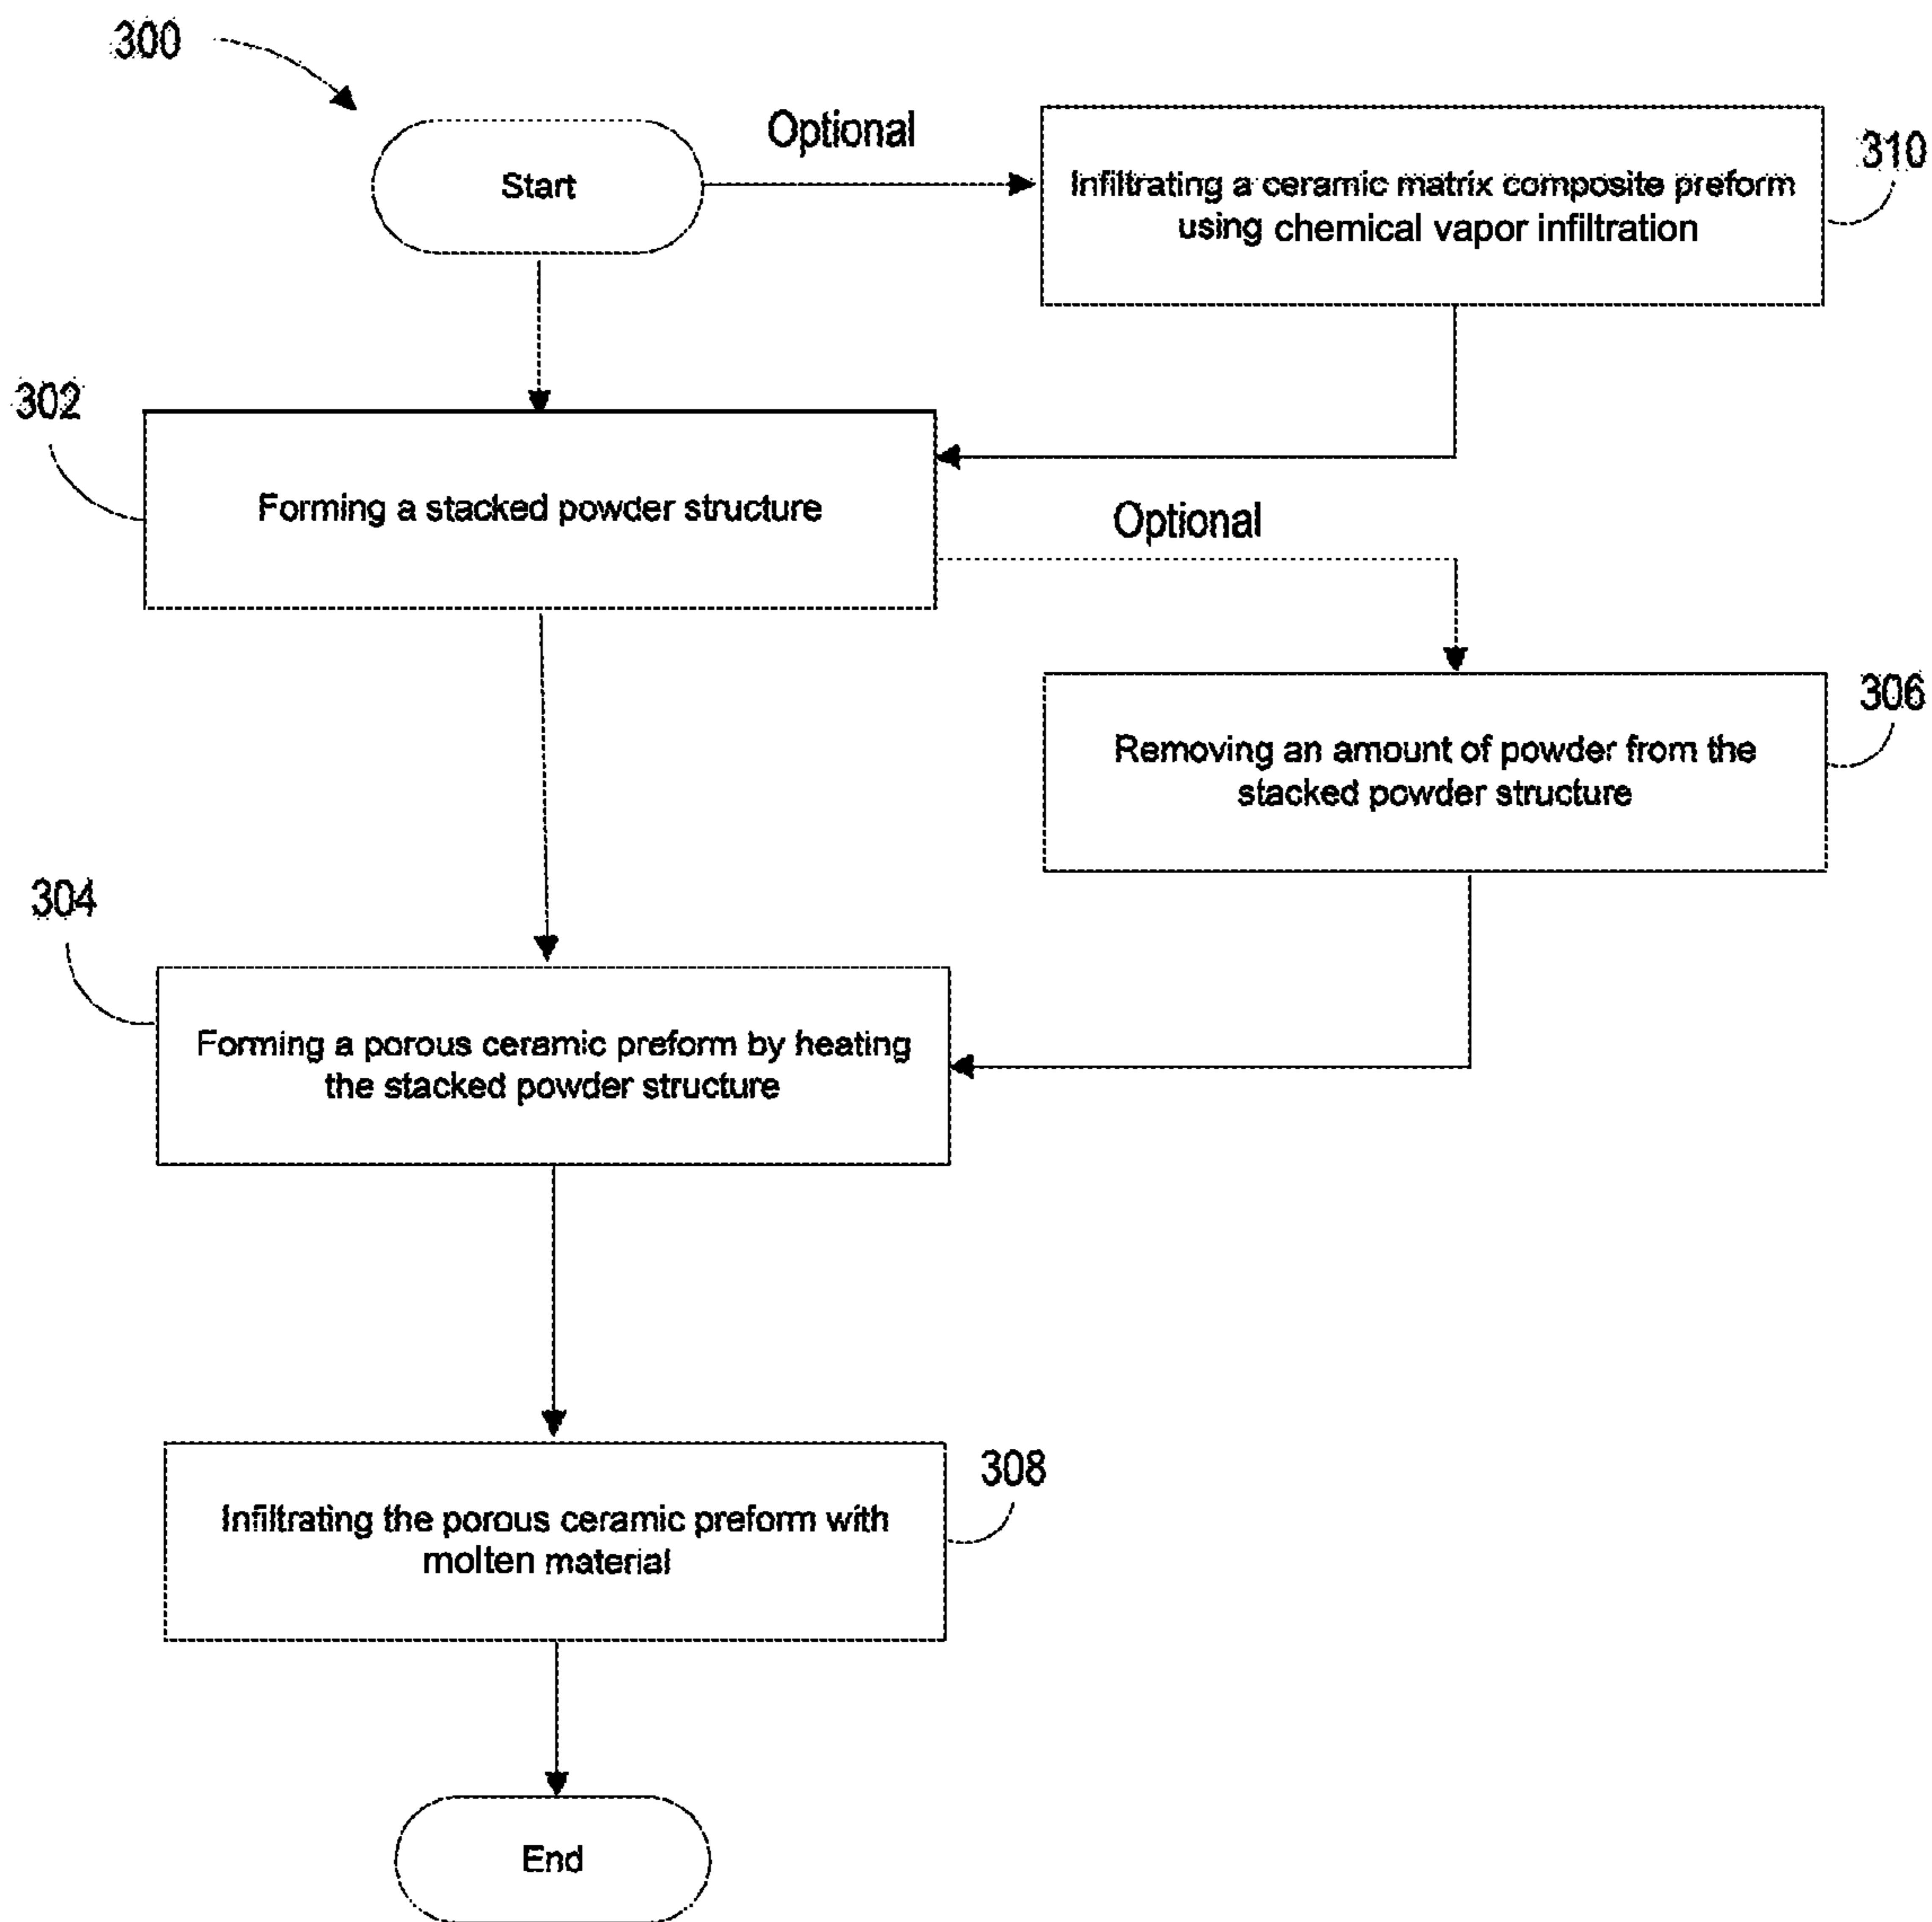 300
Optional
310
Start
Infiltrating a ceramic matrix composite preform
using chemical vapor infiltration
302
Forming a stacked powder structure
Optional
306
Removing an amount of powder from the
stacked powder structure
304
Forming a porous ceramic preform by heating
the stacked powder structure
308
Infiltrating the porous ceramic preform with
molten material
End